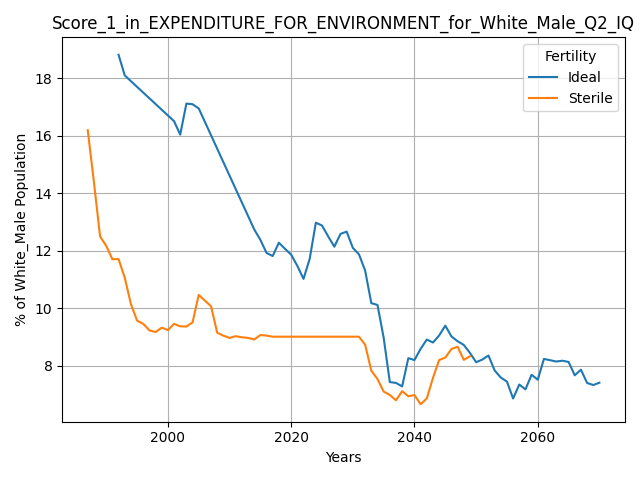 Score_1_in_EXPENDITURE_FOR_ENVIRONMENT_for_White_Male_Q2_IQ
Fertility
Ideal
Sterile
% of White_Male Population
18
16
14
12
10
8
2000 2020 2040 2060
Years